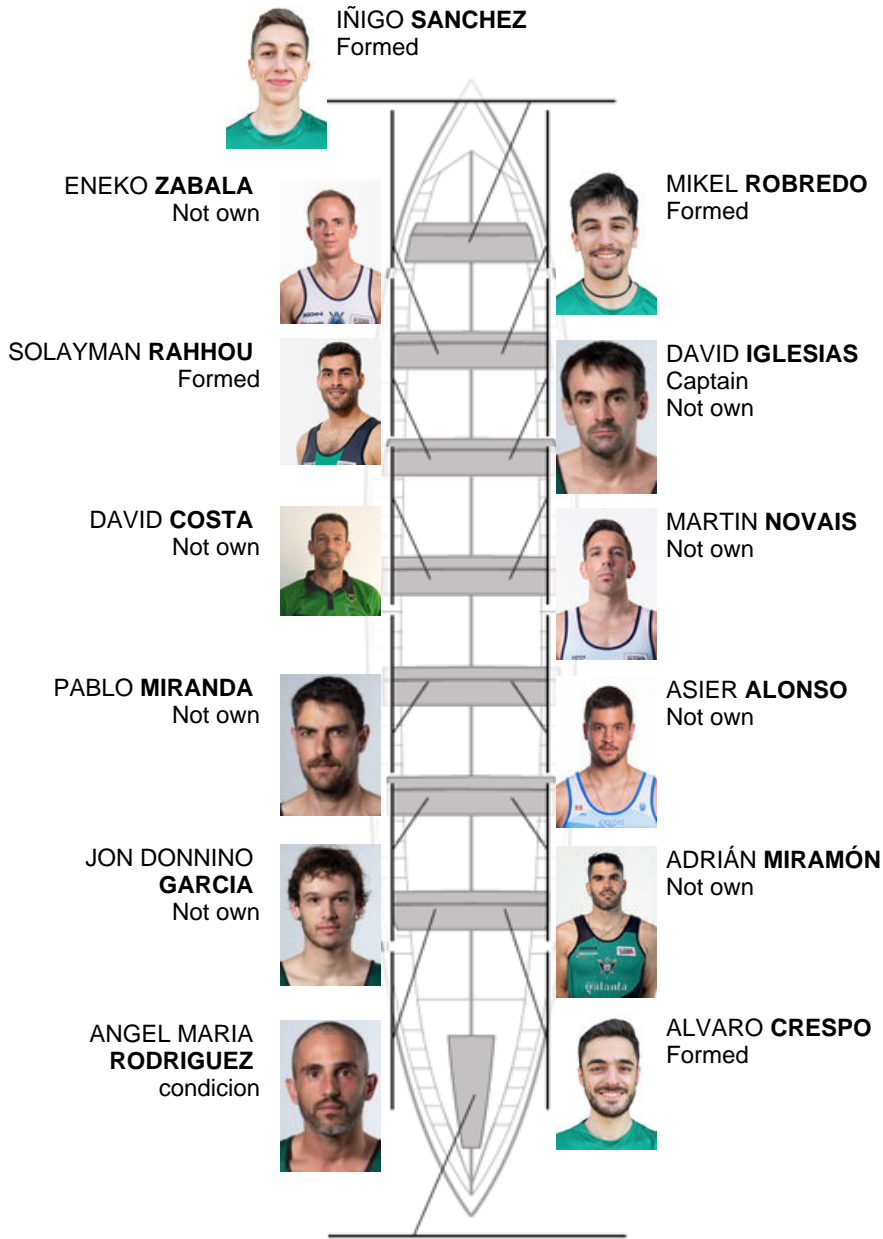 IÑIGO SANCHEZ
Formed
ENEKO ZABALA
Not own
MIKEL ROBREDO
Formed
SOLAYMAN RAHHOU
Formed
DAVID IGLESIAS
Captain
Not own
DAVID COSTA
Not own
MARTIN NOVAIS
Not own
PABLO MIRANDA
Not own
ASIER ALONSO
Not own
JON DONNINO
GARCIA
Not own
ADRIÁN MIRAMÓN
Not own
ANGEL MARIA
RODRIGUEZ
condicion
ALVARO CRESPO
Formed